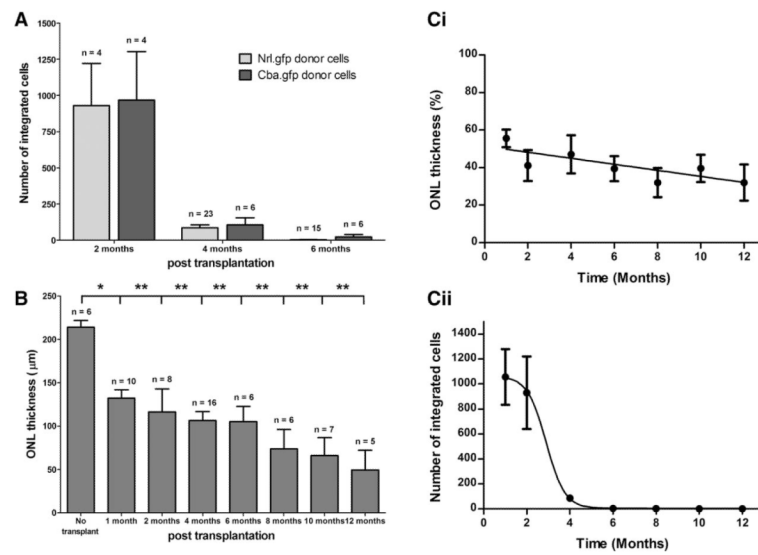 A
1500
1250
1000
750
500
250
0
Number of integrated cells
n = 4
n = 4
n = 23
n = 6
n = 15
n = 6
Nrl.gfp donor cells
Cba.gfp donor cells
2 months
4 months
6 months
post transplantation
B
250
200
150
100
50
0
ONL thickness (μm)
* ** ** ** ** ** **
n = 6
n = 10
n = 8
n = 16
n = 6
n = 6
n = 7
n = 5
No transplant
1 month
2 months
4 months
6 months
8 months
10 months
12 months
post transplantation
Ci
100
80
60
40
20
0
ONL thickness (%)
0 2 4 6 8 10 12
Time (Months)
Cii
1400
1200
1000
800
600
400
200
0
Number of integrated cells
0 2 4 6 8 10 12
Time (Months)